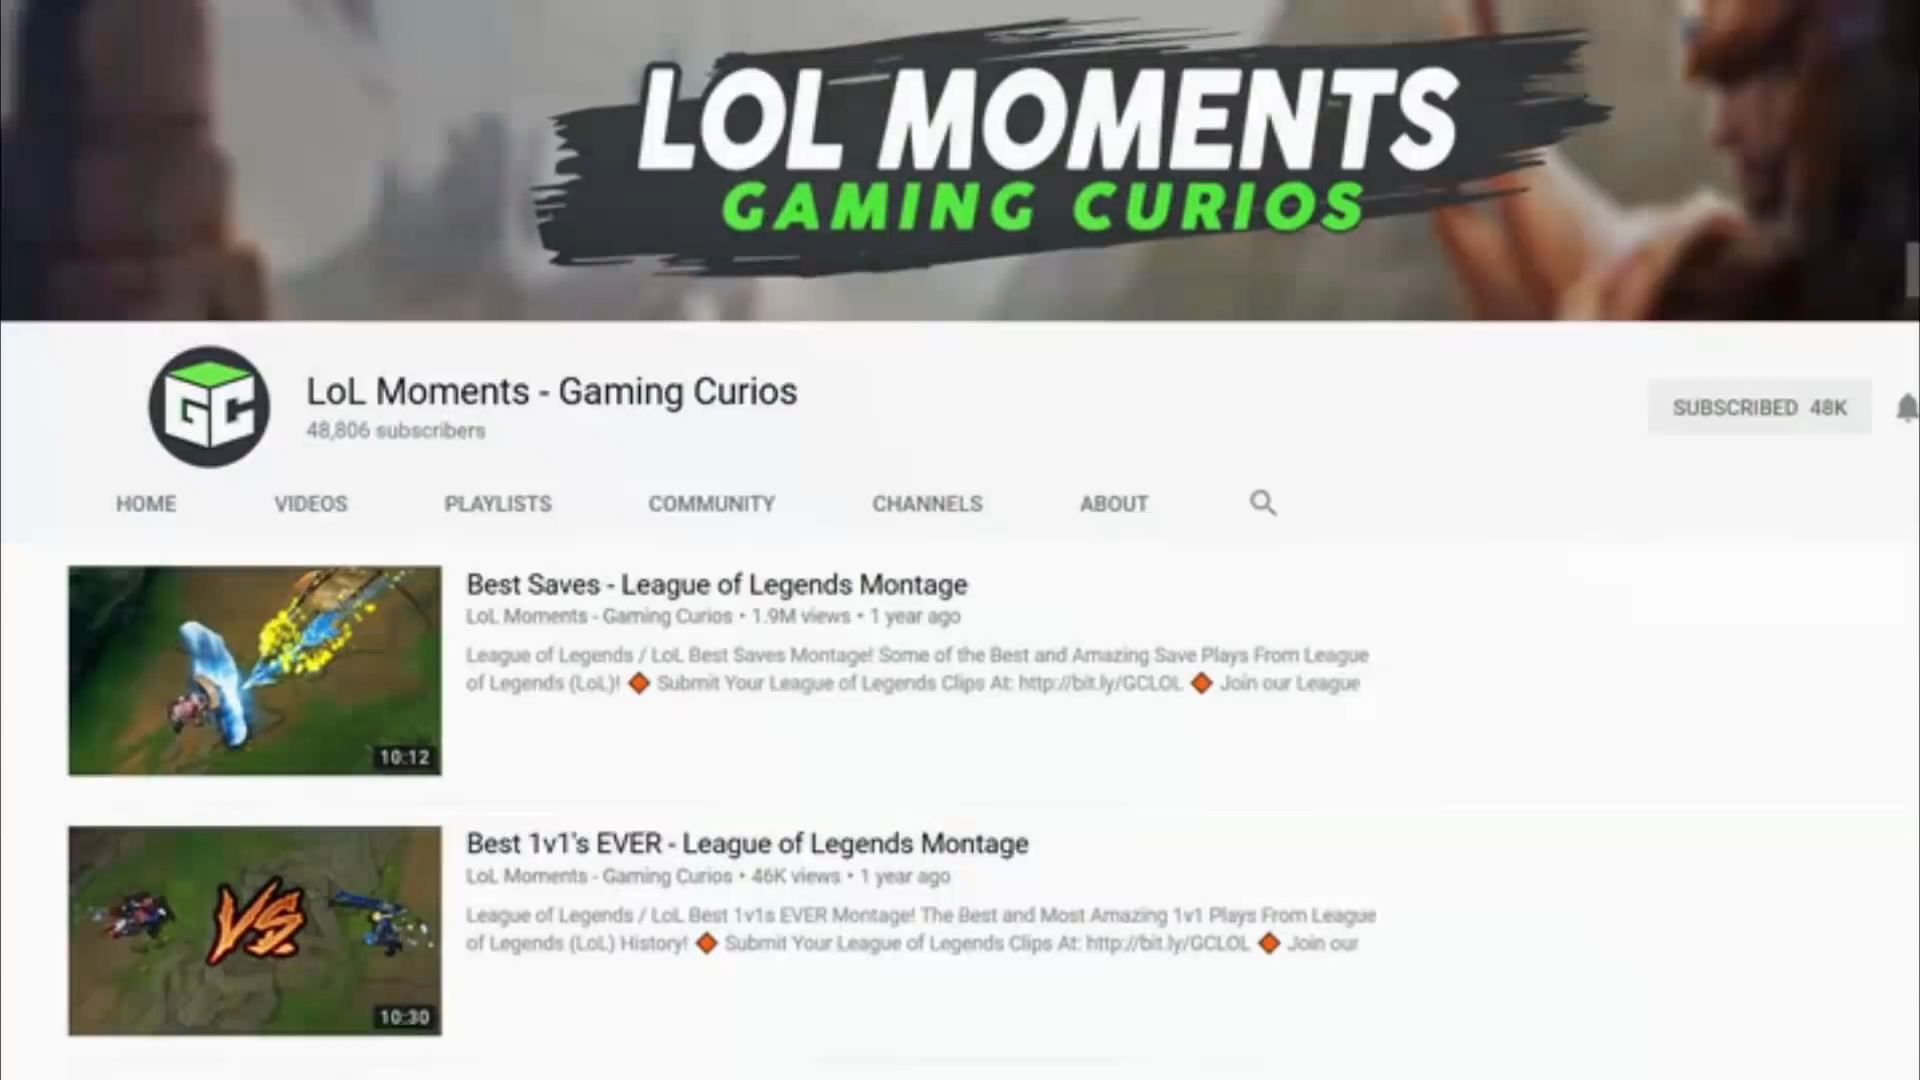 LOL MOMENTS
GAMING CURIOS
GC
LoL Moments - Gaming Curios
48,806 subscribers
SUBSCRIBED 48K
HOME VIDEOS PLAYLISTS COMMUNITY CHANNELS ABOUT
Best Saves - League of Legends Montage
LoL Moments - Gaming Curios • 1.9M views • 1 year ago
League of Legends / LoL Best Saves Montage! Some of the Best and Amazing Save Plays From League
of Legends (LoL)! 🔶 Submit Your League of Legends Clips At: http://bit.ly/GCLOL 🔶 Join our League
10:12
Best 1v1's EVER - League of Legends Montage
LoL Moments - Gaming Curios • 46K views • 1 year ago
League of Legends / LoL Best 1v1s EVER Montage! The Best and Most Amazing 1v1 Plays From League
of Legends (LoL) History! 🔶 Submit Your League of Legends Clips At: http://bit.ly/GCLOL 🔶 Join our
VS
10:30